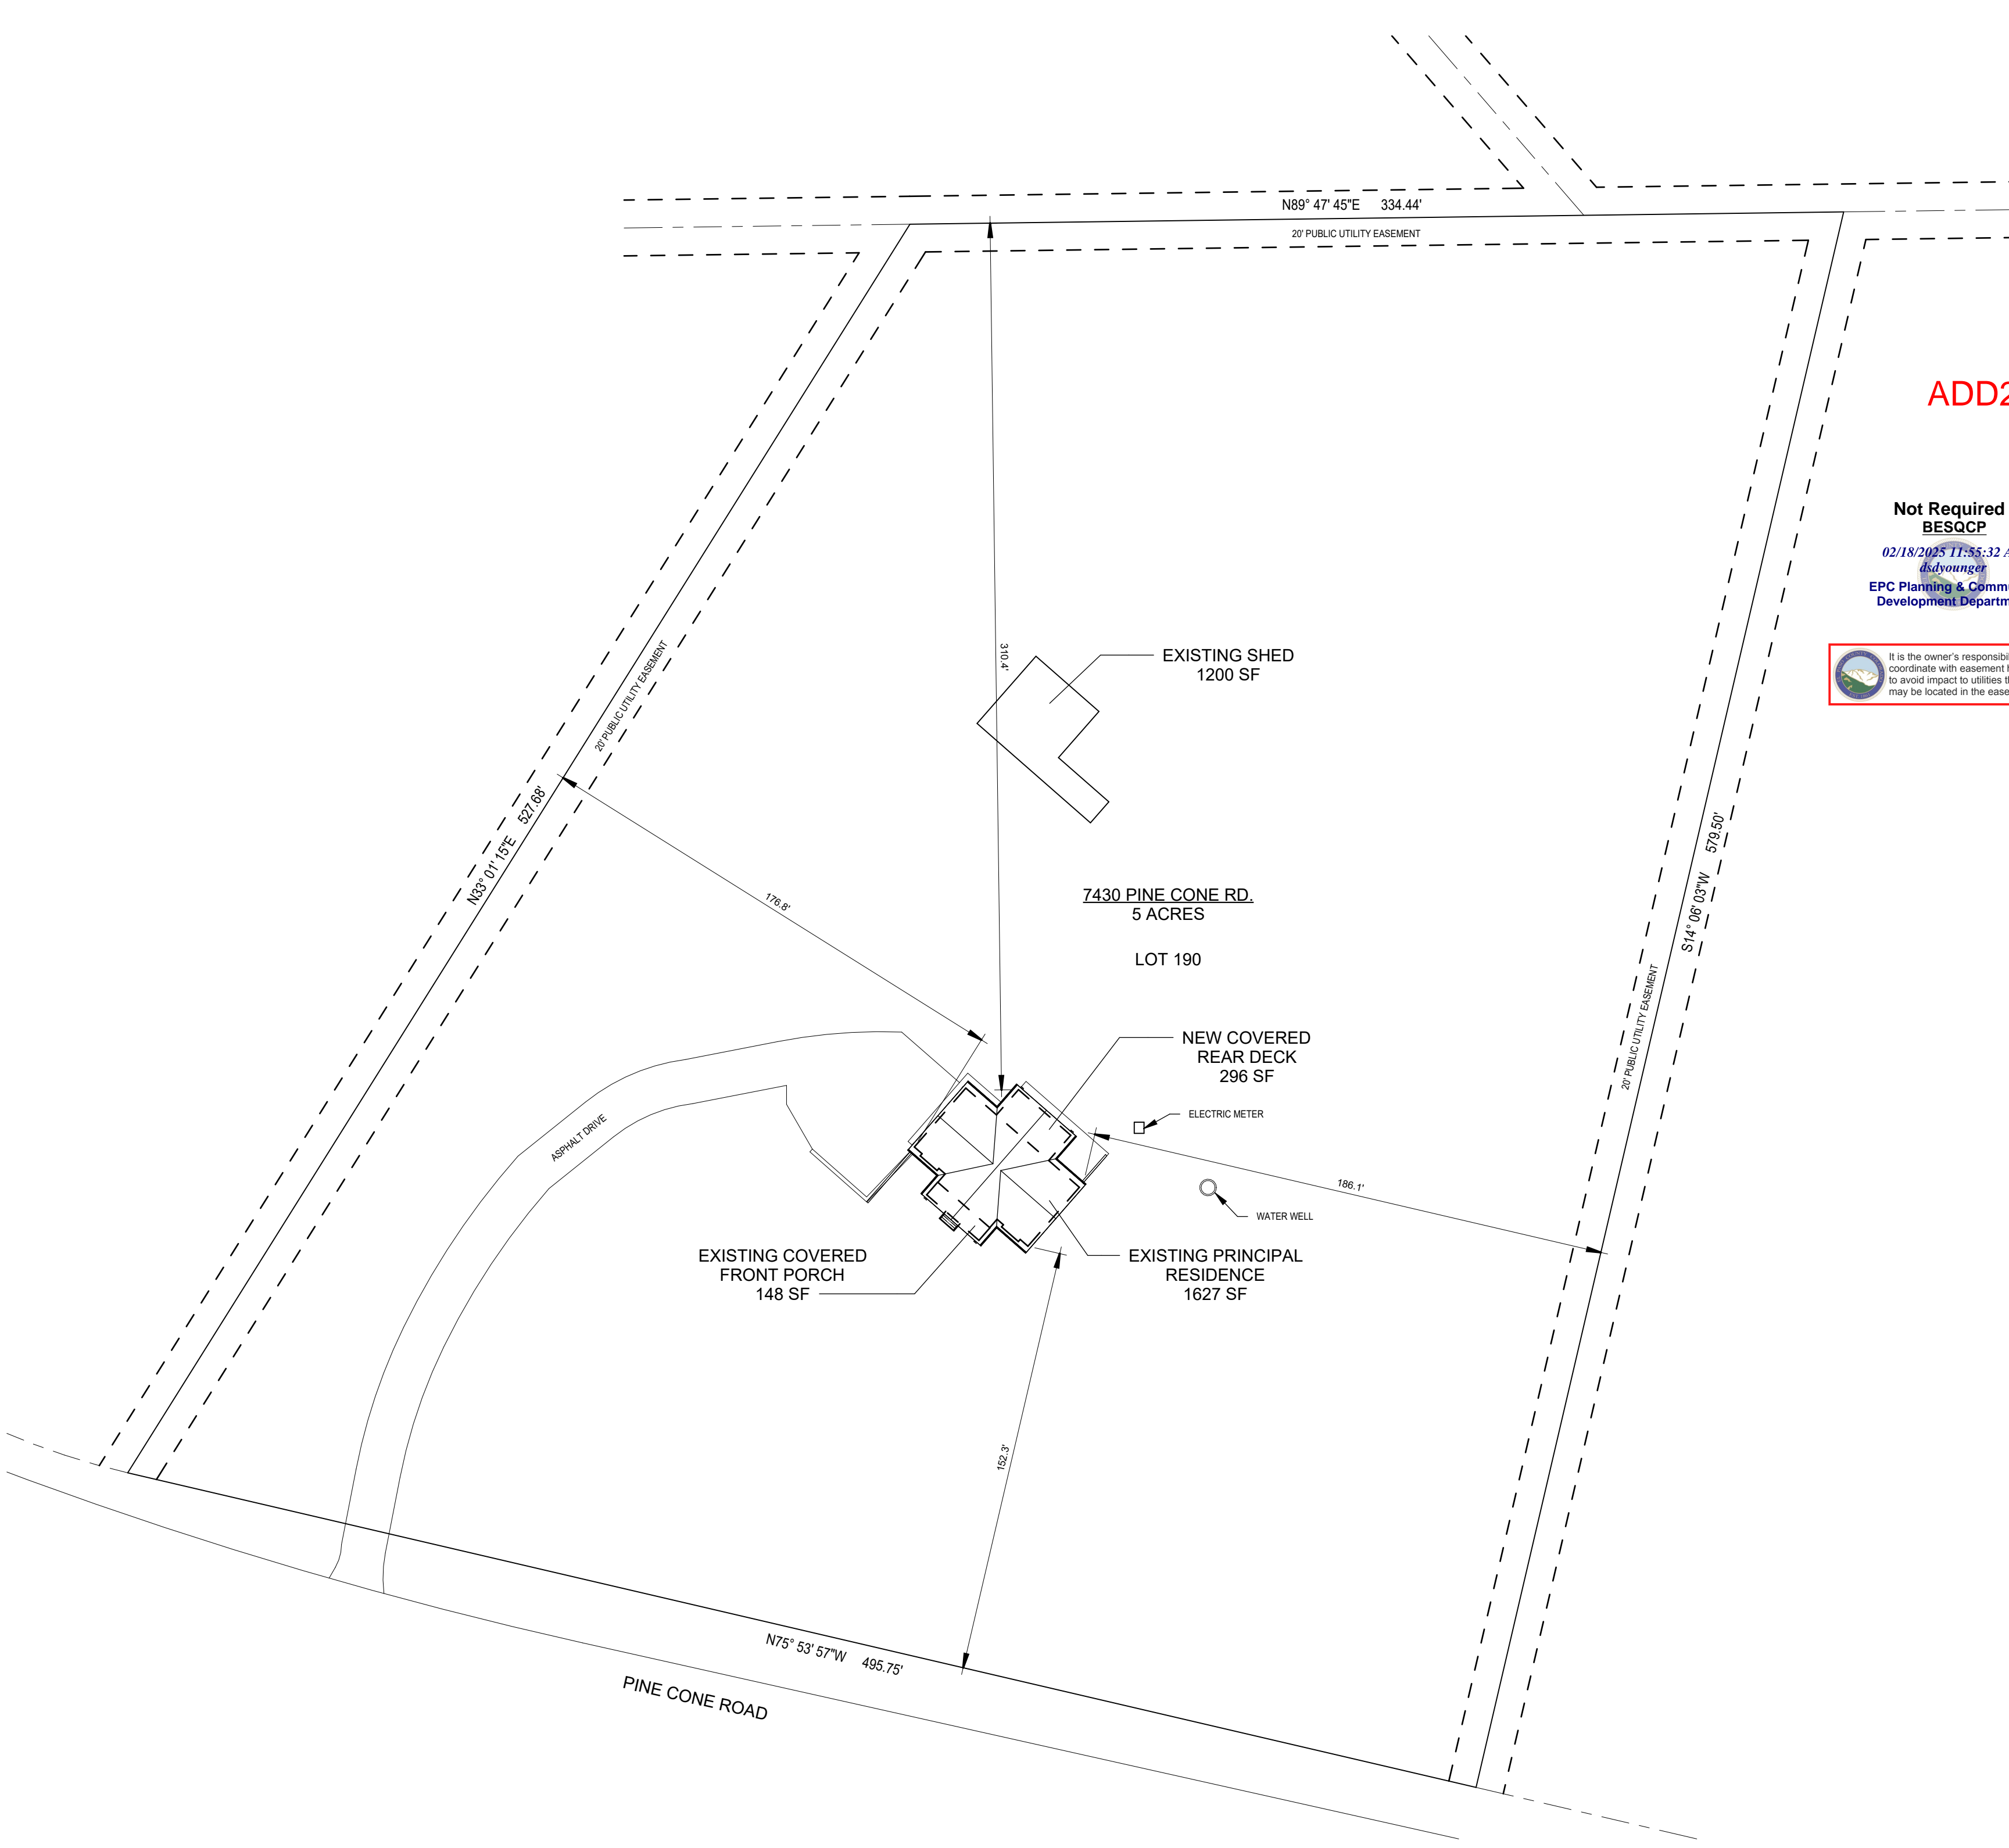 N89° 47' 45"E 334.44'
20' PUBLIC UTILITY EASEMENT
ADD2
Not Required
BESQCP
02/18/2025 11:55:32 A
dsdyounger
EPC Planning & Commu
Development Departm
It is the owner's responsibil
coordinate with easement h
to avoid impact to utilities th
may be located in the ease
310.4'
EXISTING SHED
1200 SF
20' PUBLIC UTILITY EASEMENT
N33° 01' 15"E 527.68'
176.8'
7430 PINE CONE RD.
5 ACRES
LOT 190
S14° 06' 03"W 579.50'
20' PUBLIC UTILITY EASEMENT
NEW COVERED
REAR DECK
296 SF
ELECTRIC METER
ASPHALT DRIVE
186.1'
WATER WELL
EXISTING COVERED
FRONT PORCH
148 SF
EXISTING PRINCIPAL
RESIDENCE
1627 SF
152.3'
N75° 53' 57"W 495.75'
PINE CONE ROAD